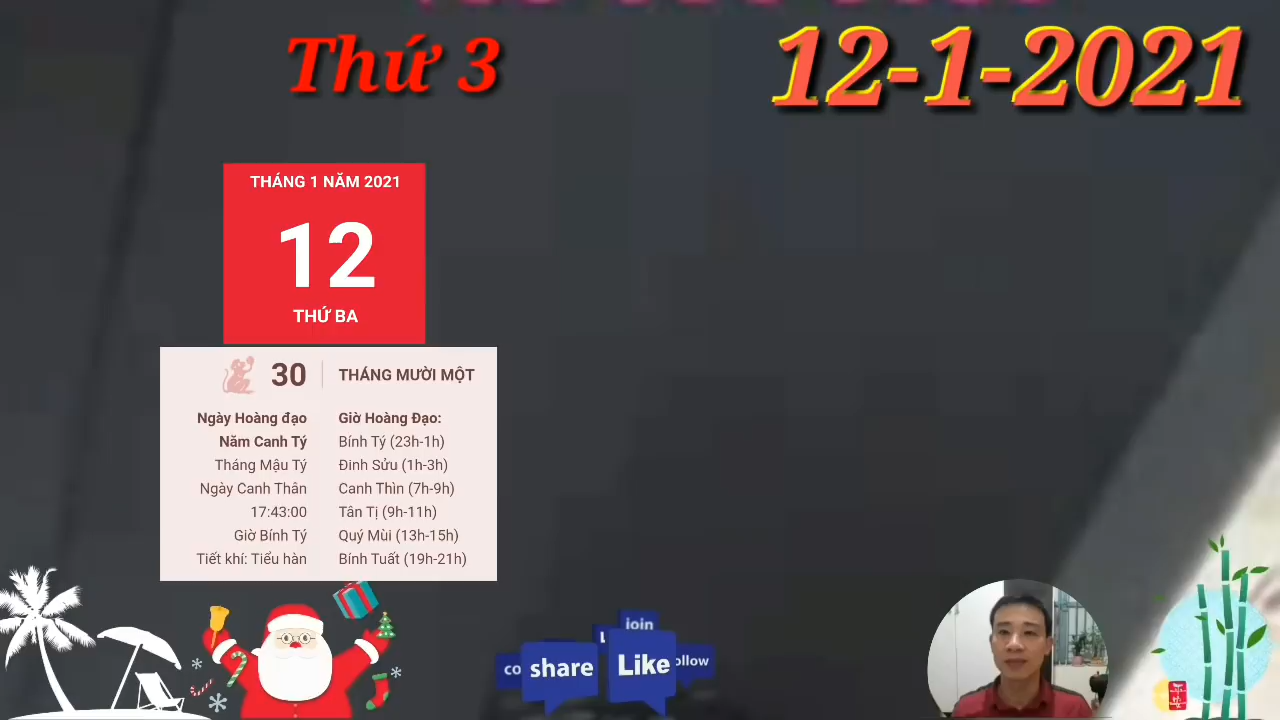 Thứ 3
12-1-2021
THÁNG 1 NĂM 2021
12
THỨ BA
30
THÁNG MƯỜI MỘT
Ngày Hoàng đạo
Năm Canh Tý
Tháng Mậu Tý
Ngày Canh Thân
17:43:00
Giờ Bính Tý
Tiết khí: Tiểu hàn
Giờ Hoàng Đạo:
Bính Tý (23h-1h)
Đinh Sửu (1h-3h)
Canh Thìn (7h-9h)
Tân Tị (9h-11h)
Quý Mùi (13h-15h)
Bính Tuất (19h-21h)
join
co share Like ollow